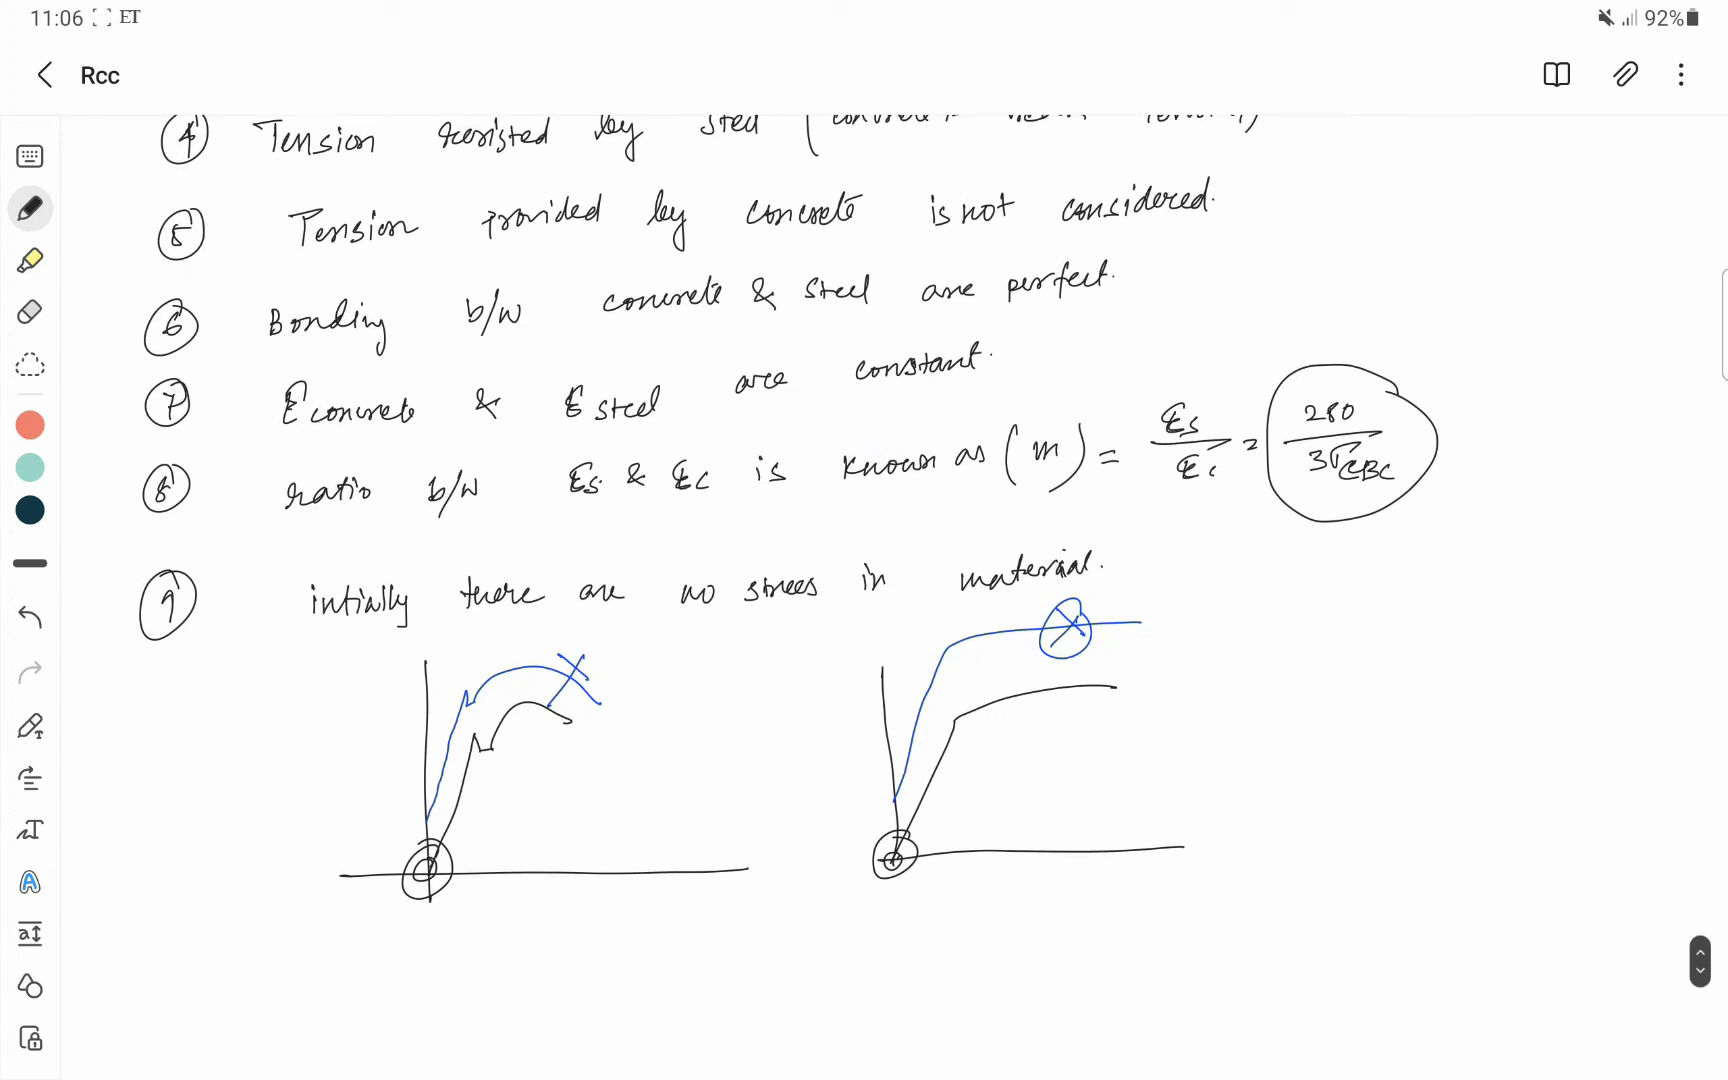 11:06 ET 92%
Rcc
④ Tension resisted by steel (concrete
⑤ Tension provided by concrete is not considered.
⑥ Bonding b/w concrete & steel are perfect.
⑦ E concrete & E steel are constant.
⑧ ratio b/w Es & Ec is known as (m) = Es/Ec = 280/3σCBC
⑨ intially there are no strees in material.